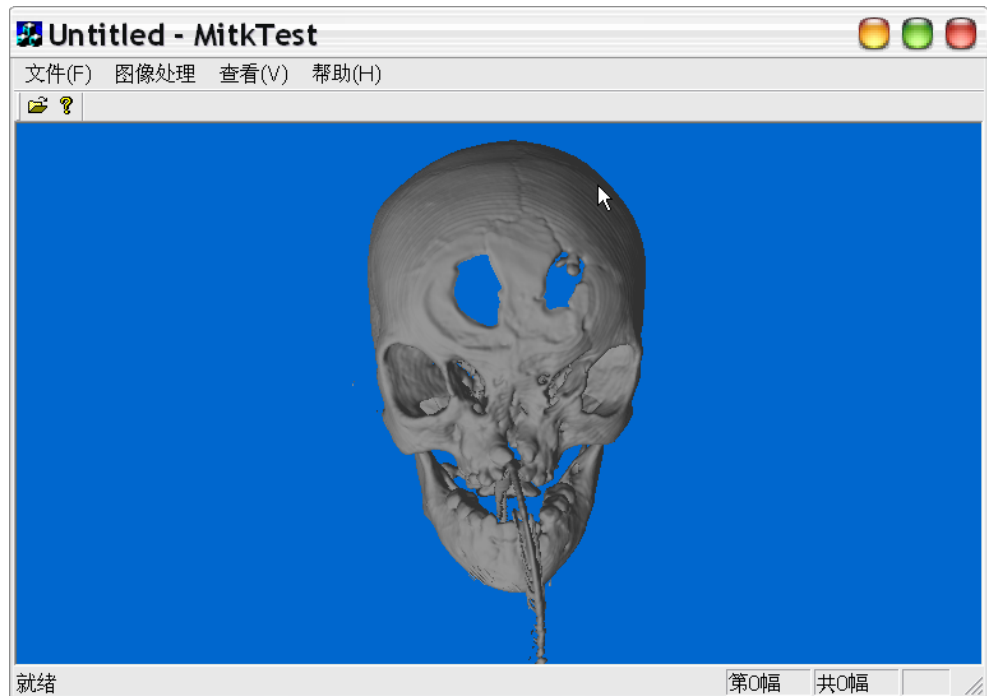 Untitled - MitkTest
文件(F) 图像处理 查看(V) 帮助(H)
就绪 第0幅 共0幅